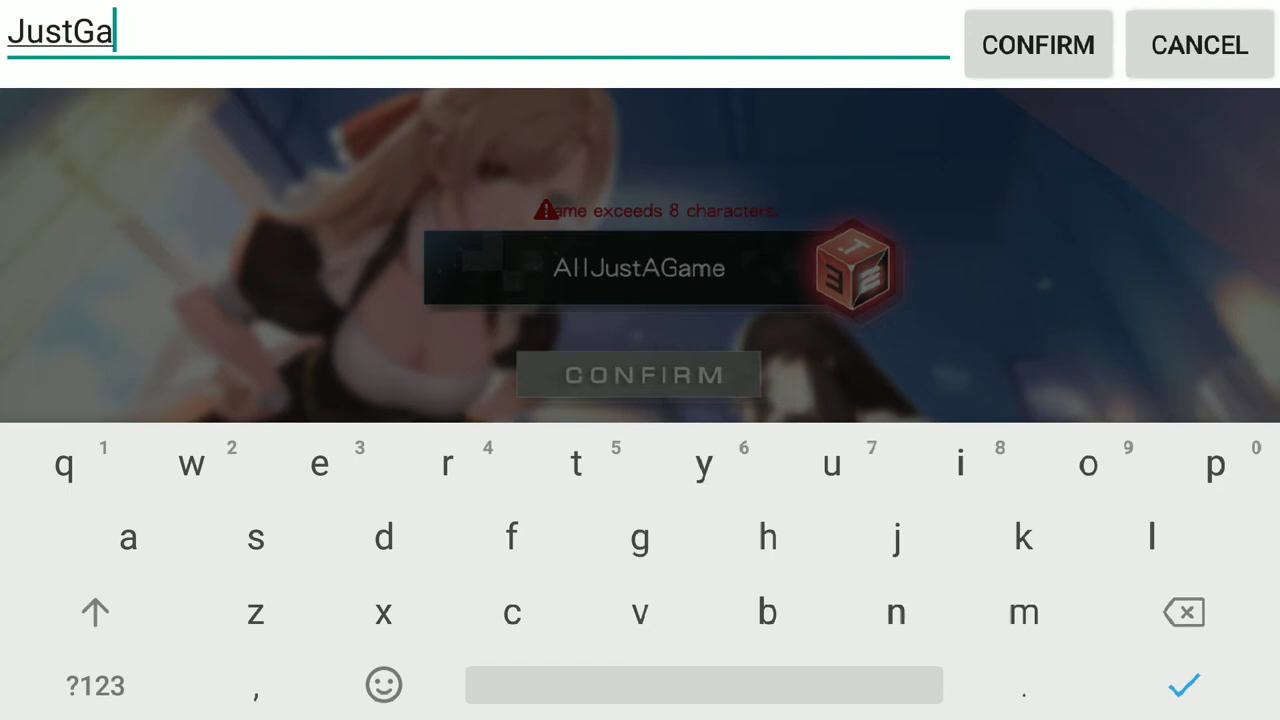 JustGa
CONFIRM
CANCEL
ame exceeds 8 characters.
AllJustAGame
CONFIRM
q 1 w 2 e 3 r 4 t 5 y 6 u 7 i 8 o 9 p 0
a s d f g h j k l
z x c v b n m
?123 , .